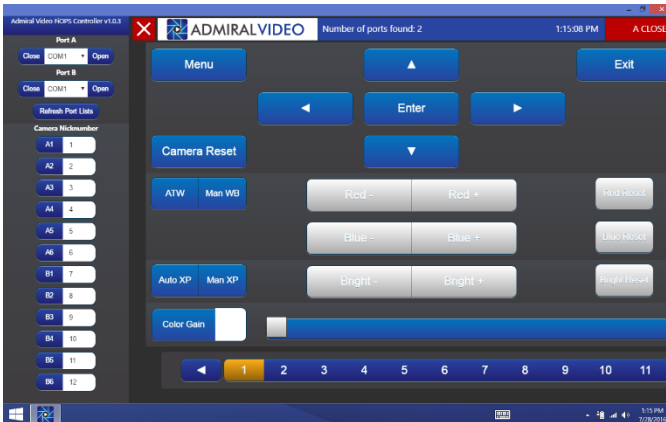 Admiral Video HOPS Controller v1.0.3
Port A
Close COM1 Open
Port B
Close COM1 Open
Refresh Port Lists
Camera Nicknumber
A1 1
A2 2
A3 3
A4 4
A5 5
A6 6
B1 7
B2 8
B3 9
B4 10
B5 11
B6 12
ADMIRALVIDEO Number of ports found: 2 1:15:08 PM A CLOSE
Menu Exit
Enter
Camera Reset
ATW Man WB Red - Red + Red Reset
Blue - Blue + Blue Reset
Auto XP Man XP Bright - Bright + Bright Reset
Color Gain
1 2 3 4 5 6 7 8 9 10 11
1:15 PM
7/28/2014